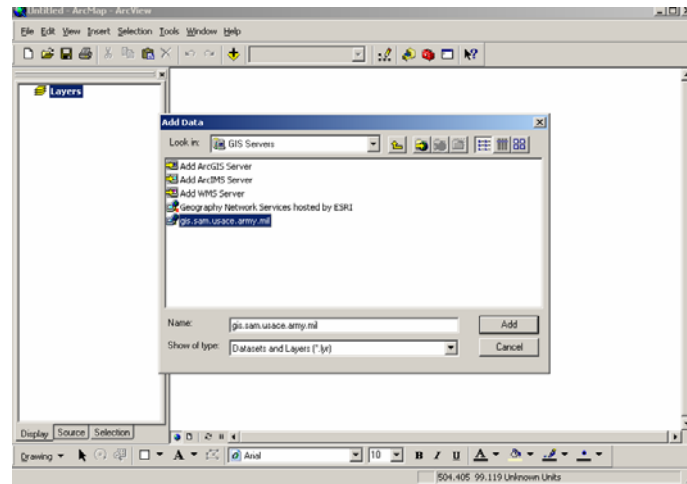 Untitled - ArcMap - ArcView
File Edit View Insert Selection Tools Window Help
Layers
Add Data
Look in: GIS Servers
Add ArcGIS Server
Add ArcIMS Server
Add WMS Server
Geography Network Services hosted by ESRI
gis.sam.usace.army.mil
Name: gis.sam.usace.army.mil Add
Show of type: Datasets and Layers (*.lyr) Cancel
Display Source Selection
Drawing A Arial 10 B I U A
504.405 99.119 Unknown Units